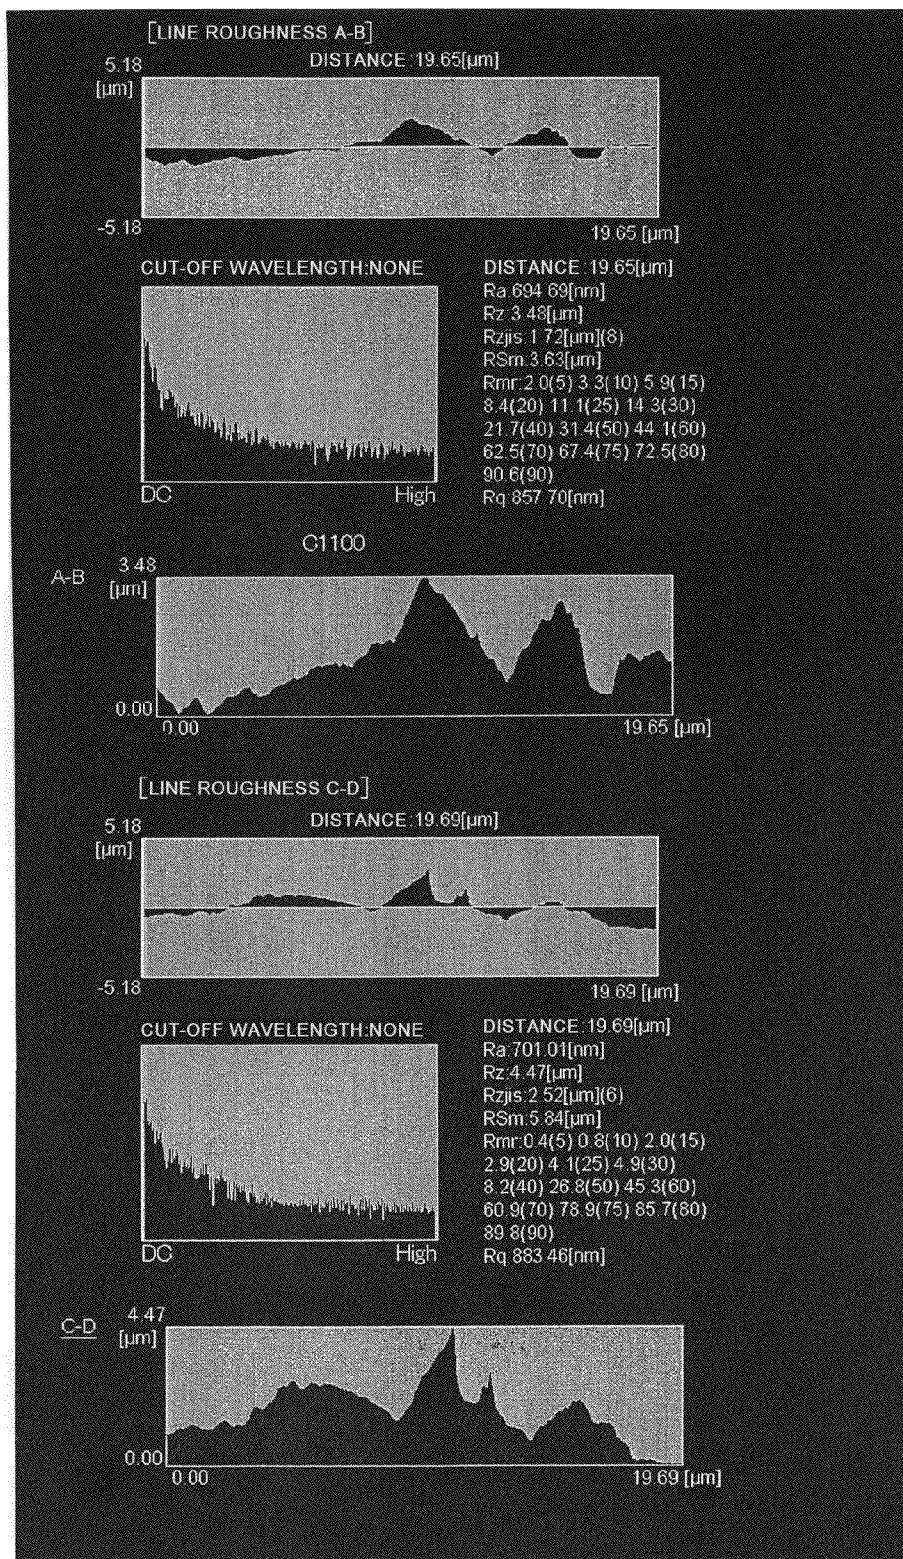 [LINE ROUGHNESS A-B]
DISTANCE:19.65[µm]
5.18
[µm]
-5.18
19.65 [µm]
CUT-OFF WAVELENGTH:NONE
DC
High
DISTANCE:19.65[µm]
Ra:694.69[nm]
Rz:3.48[µm]
Rzjis:1.72[µm](8)
RSm:3.63[µm]
Rmr:2.0(5) 3.3(10) 5.9(15)
8.4(20) 11.1(25) 14.3(30)
21.7(40) 31.4(50) 44.1(60)
62.5(70) 67.4(75) 72.5(80)
90.6(90)
Rq:857.70[nm]
C1100
A-B
3.48
[µm]
0.00
0.00
19.65 [µm]
[LINE ROUGHNESS C-D]
DISTANCE:19.69[µm]
5.18
[µm]
-5.18
19.69 [µm]
CUT-OFF WAVELENGTH:NONE
DC
High
DISTANCE:19.69[µm]
Ra:701.01[nm]
Rz:4.47[µm]
Rzjis:2.52[µm](6)
RSm:5.84[µm]
Rmr:0.4(5) 0.8(10) 2.0(15)
2.9(20) 4.1(25) 4.9(30)
8.2(40) 26.8(50) 45.3(60)
60.9(70) 78.9(75) 85.7(80)
89.8(90)
Rq:883.46[nm]
C-D
4.47
[µm]
0.00
0.00
19.69 [µm]